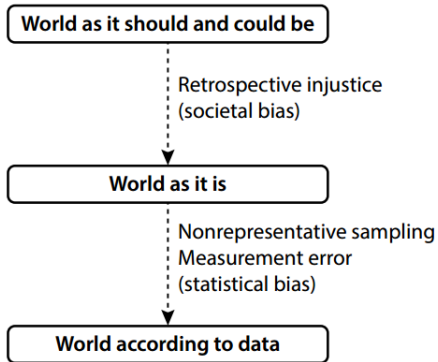 World as it should and could be
Retrospective injustice
(societal bias)
World as it is
Nonrepresentative sampling
Measurement error
(statistical bias)
World according to data